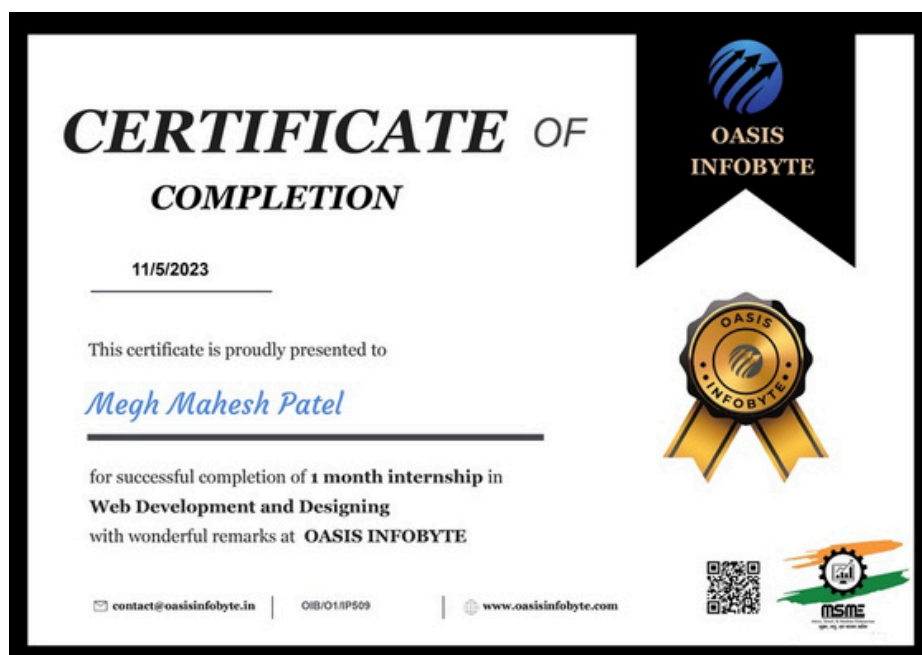 CERTIFICATE OF
COMPLETION
OASIS
INFOBYTE
11/5/2023
This certificate is proudly presented to
Megh Mahesh Patel
for successful completion of 1 month internship in
Web Development and Designing
with wonderful remarks at OASIS INFOBYTE
OASIS
INFOBYTE
contact@oasisinfobyte.in
OIB/O1/IP509
www.oasisinfobyte.com
MSME